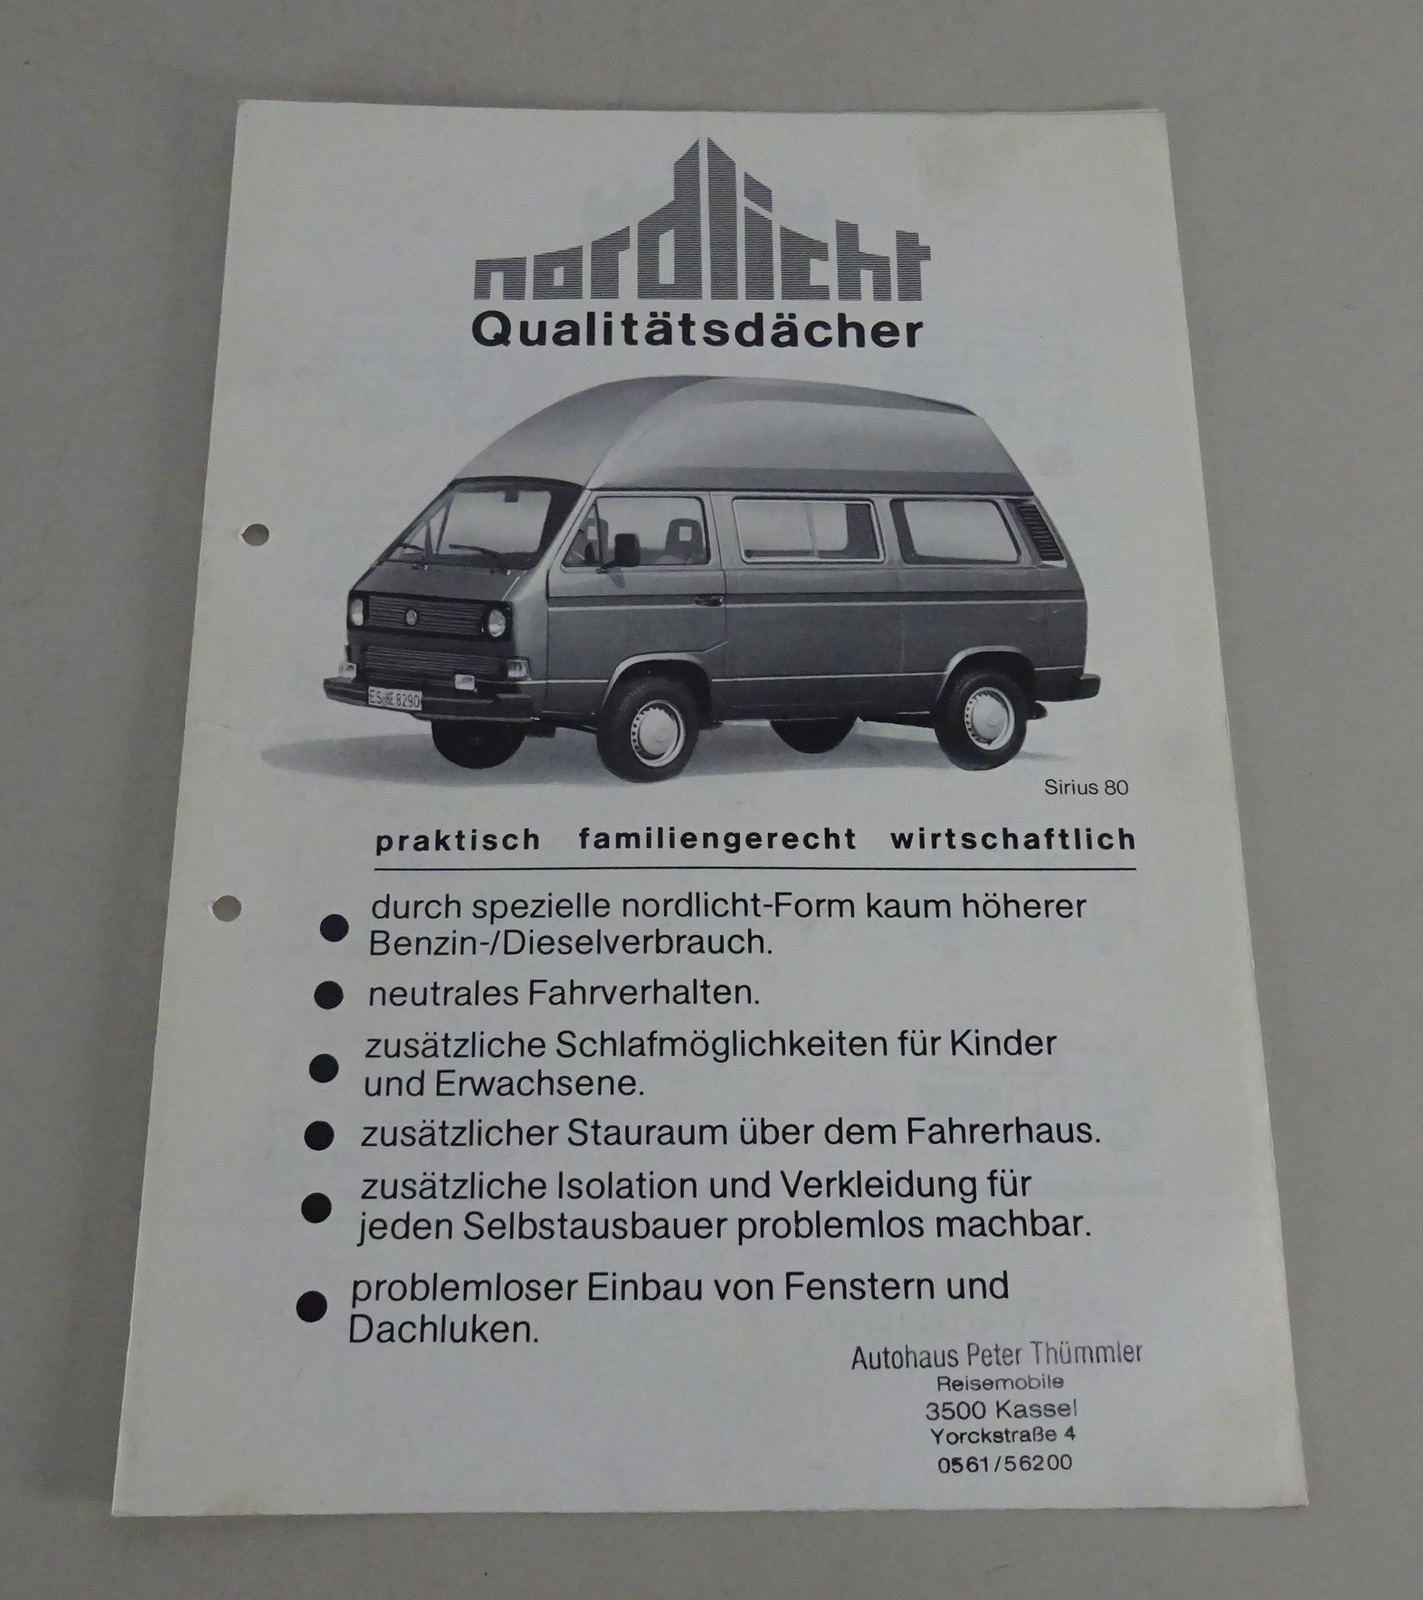 nordlicht
Qualitätsdächer
ES·HE 8290
Sirius 80
praktisch familiengerecht wirtschaftlich
durch spezielle nordlicht-Form kaum höherer
Benzin-/Dieselverbrauch.
neutrales Fahrverhalten.
zusätzliche Schlafmöglichkeiten für Kinder
und Erwachsene.
zusätzlicher Stauraum über dem Fahrerhaus.
zusätzliche Isolation und Verkleidung für
jeden Selbstausbauer problemlos machbar.
problemloser Einbau von Fenstern und
Dachluken.
Autohaus Peter Thümmler
Reisemobile
3500 Kassel
Yorckstraße 4
0561/56200